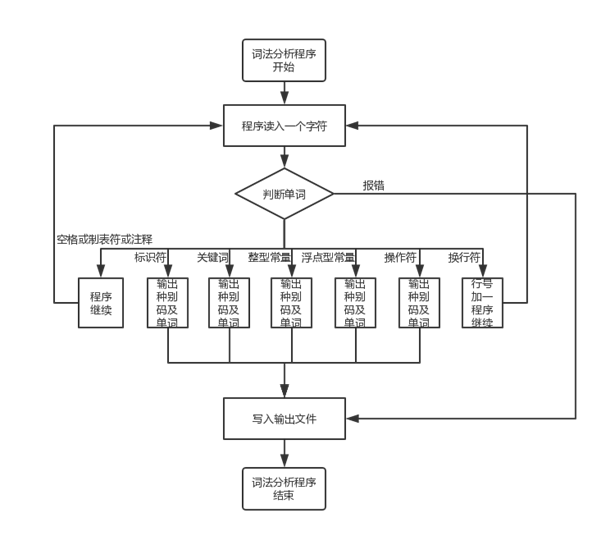 词法分析程序
开始
程序读入一个字符
判断单词
报错
空格或制表符或注释
标识符
关键词
整型常量
浮点型常量
操作符
换行符
程序
继续
输出
种别
码及
单词
输出
种别
码及
单词
输出
种别
码及
单词
输出
种别
码及
单词
输出
种别
码及
单词
行号
加一
程序
继续
写入输出文件
词法分析程序
结束